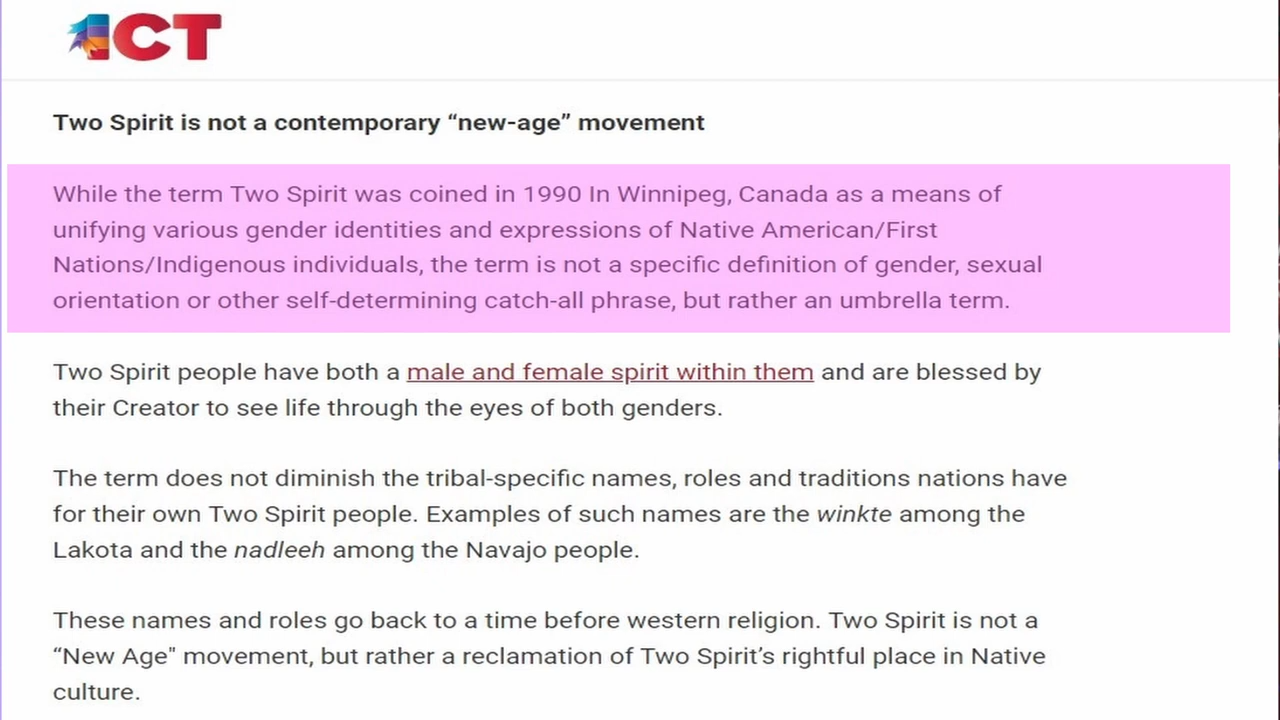 ICT
Two Spirit is not a contemporary “new-age” movement
While the term Two Spirit was coined in 1990 In Winnipeg, Canada as a means of
unifying various gender identities and expressions of Native American/First
Nations/Indigenous individuals, the term is not a specific definition of gender, sexual
orientation or other self-determining catch-all phrase, but rather an umbrella term.
Two Spirit people have both a male and female spirit within them and are blessed by
their Creator to see life through the eyes of both genders.
The term does not diminish the tribal-specific names, roles and traditions nations have
for their own Two Spirit people. Examples of such names are the winkte among the
Lakota and the nadleeh among the Navajo people.
These names and roles go back to a time before western religion. Two Spirit is not a
“New Age" movement, but rather a reclamation of Two Spirit’s rightful place in Native
culture.